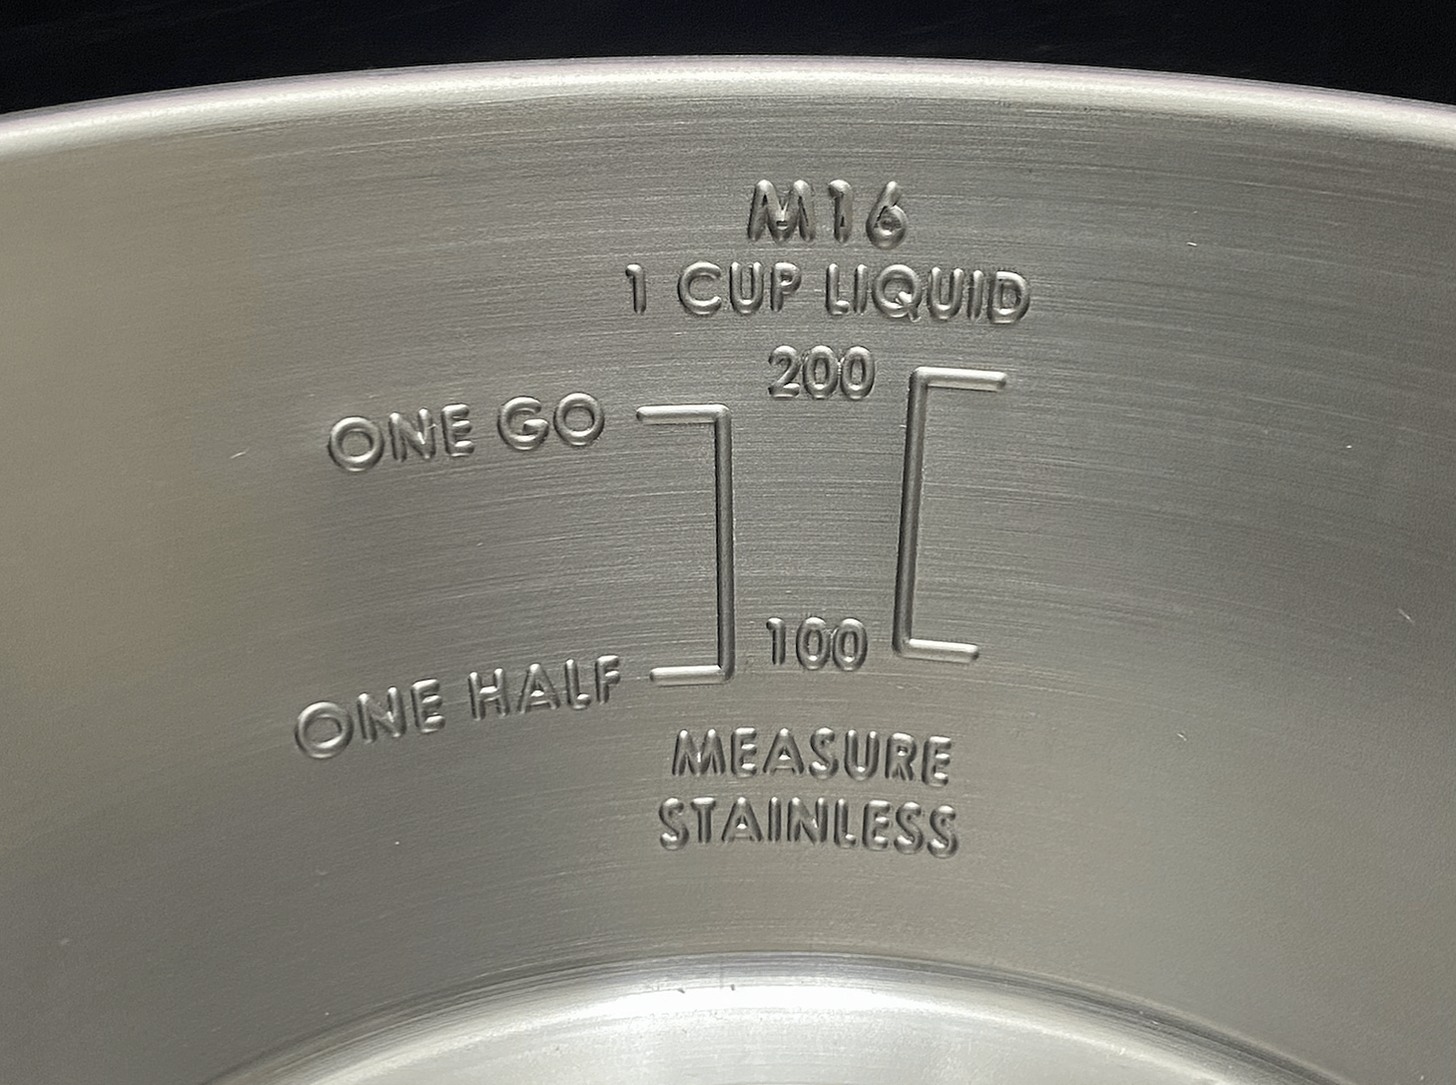 M16
1 CUP LIQUID
200
ONE GO
100
ONE HALF
MEASURE
STAINLESS